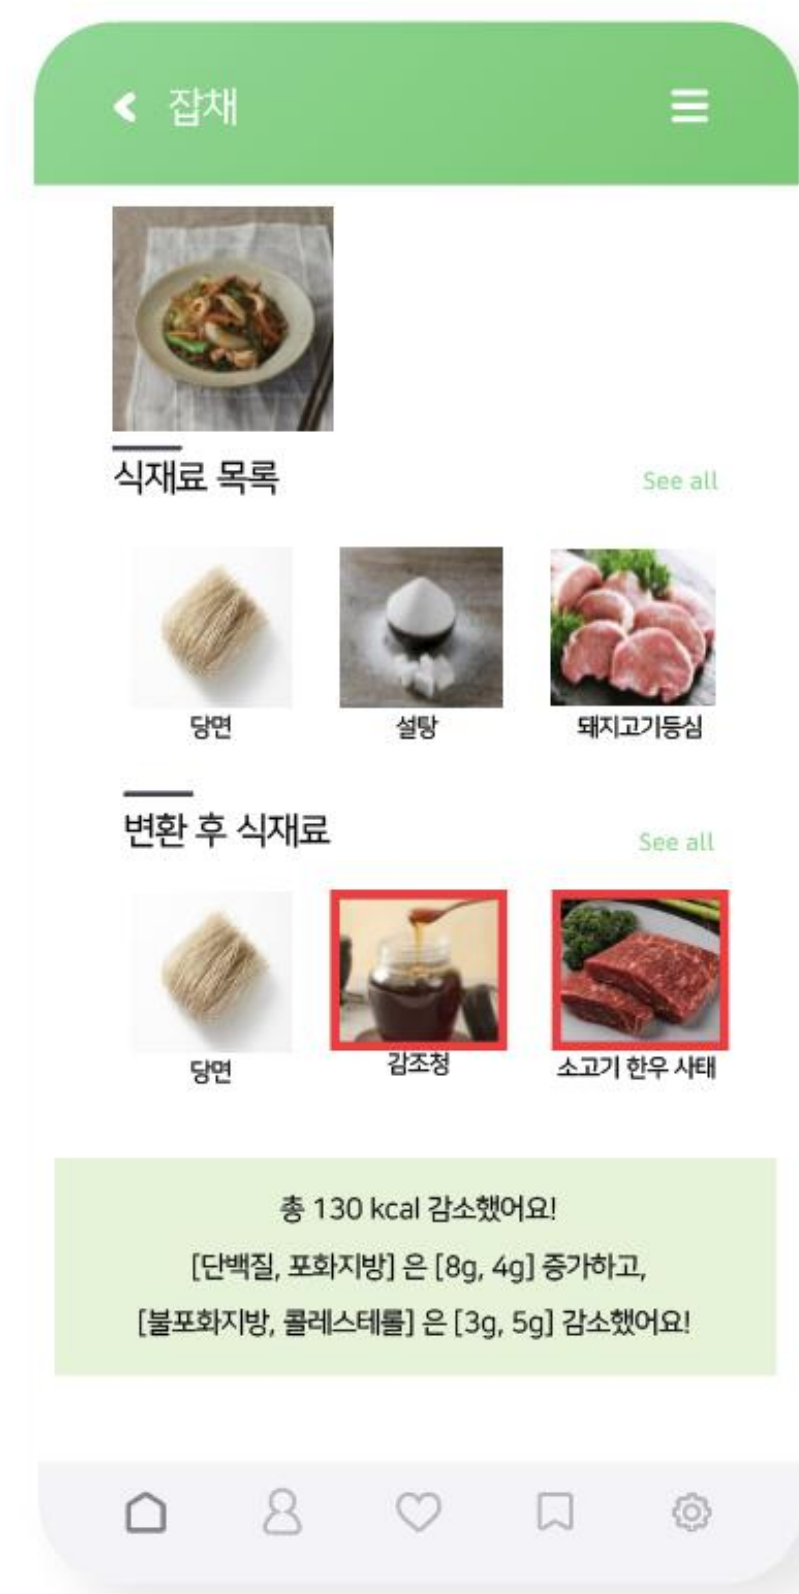 잡채
식재료 목록
See all
당면
설탕
돼지고기등심
변환 후 식재료
See all
당면
감조청
소고기 한우 사태
총 130 kcal 감소했어요!
[단백질, 포화지방] 은 [8g, 4g] 증가하고,
[불포화지방, 콜레스테롤] 은 [3g, 5g] 감소했어요!